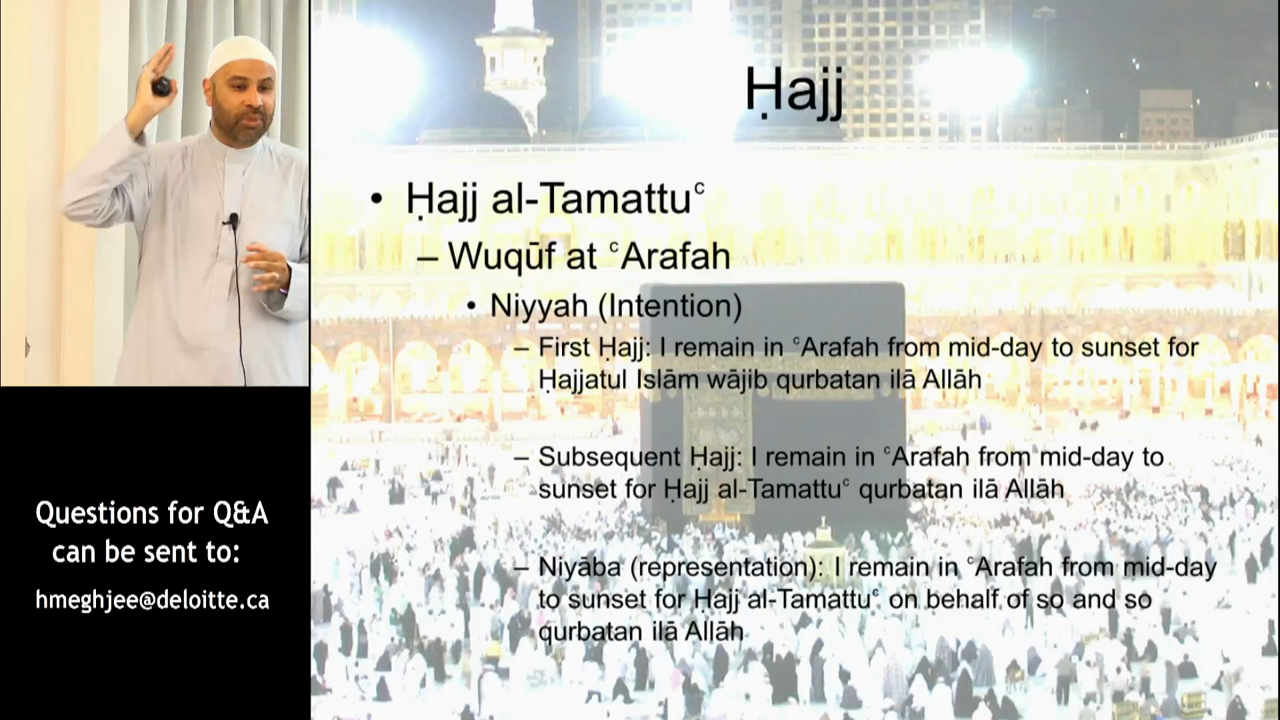 Ḥajj
• Ḥajj al-Tamattuᶜ
– Wuqūf at ᶜArafah
• Niyyah (Intention)
– First Ḥajj: I remain in ᶜArafah from mid-day to sunset for
Ḥajjatul Islām wājib qurbatan ilā Allāh
– Subsequent Ḥajj: I remain in ᶜArafah from mid-day to
sunset for Ḥajj al-Tamattuᶜ qurbatan ilā Allāh
– Niyāba (representation): I remain in ᶜArafah from mid-day
to sunset for Ḥajj al-Tamattuᶜ on behalf of so and so
qurbatan ilā Allāh
Questions for Q&A
can be sent to:
hmeghjee@deloitte.ca